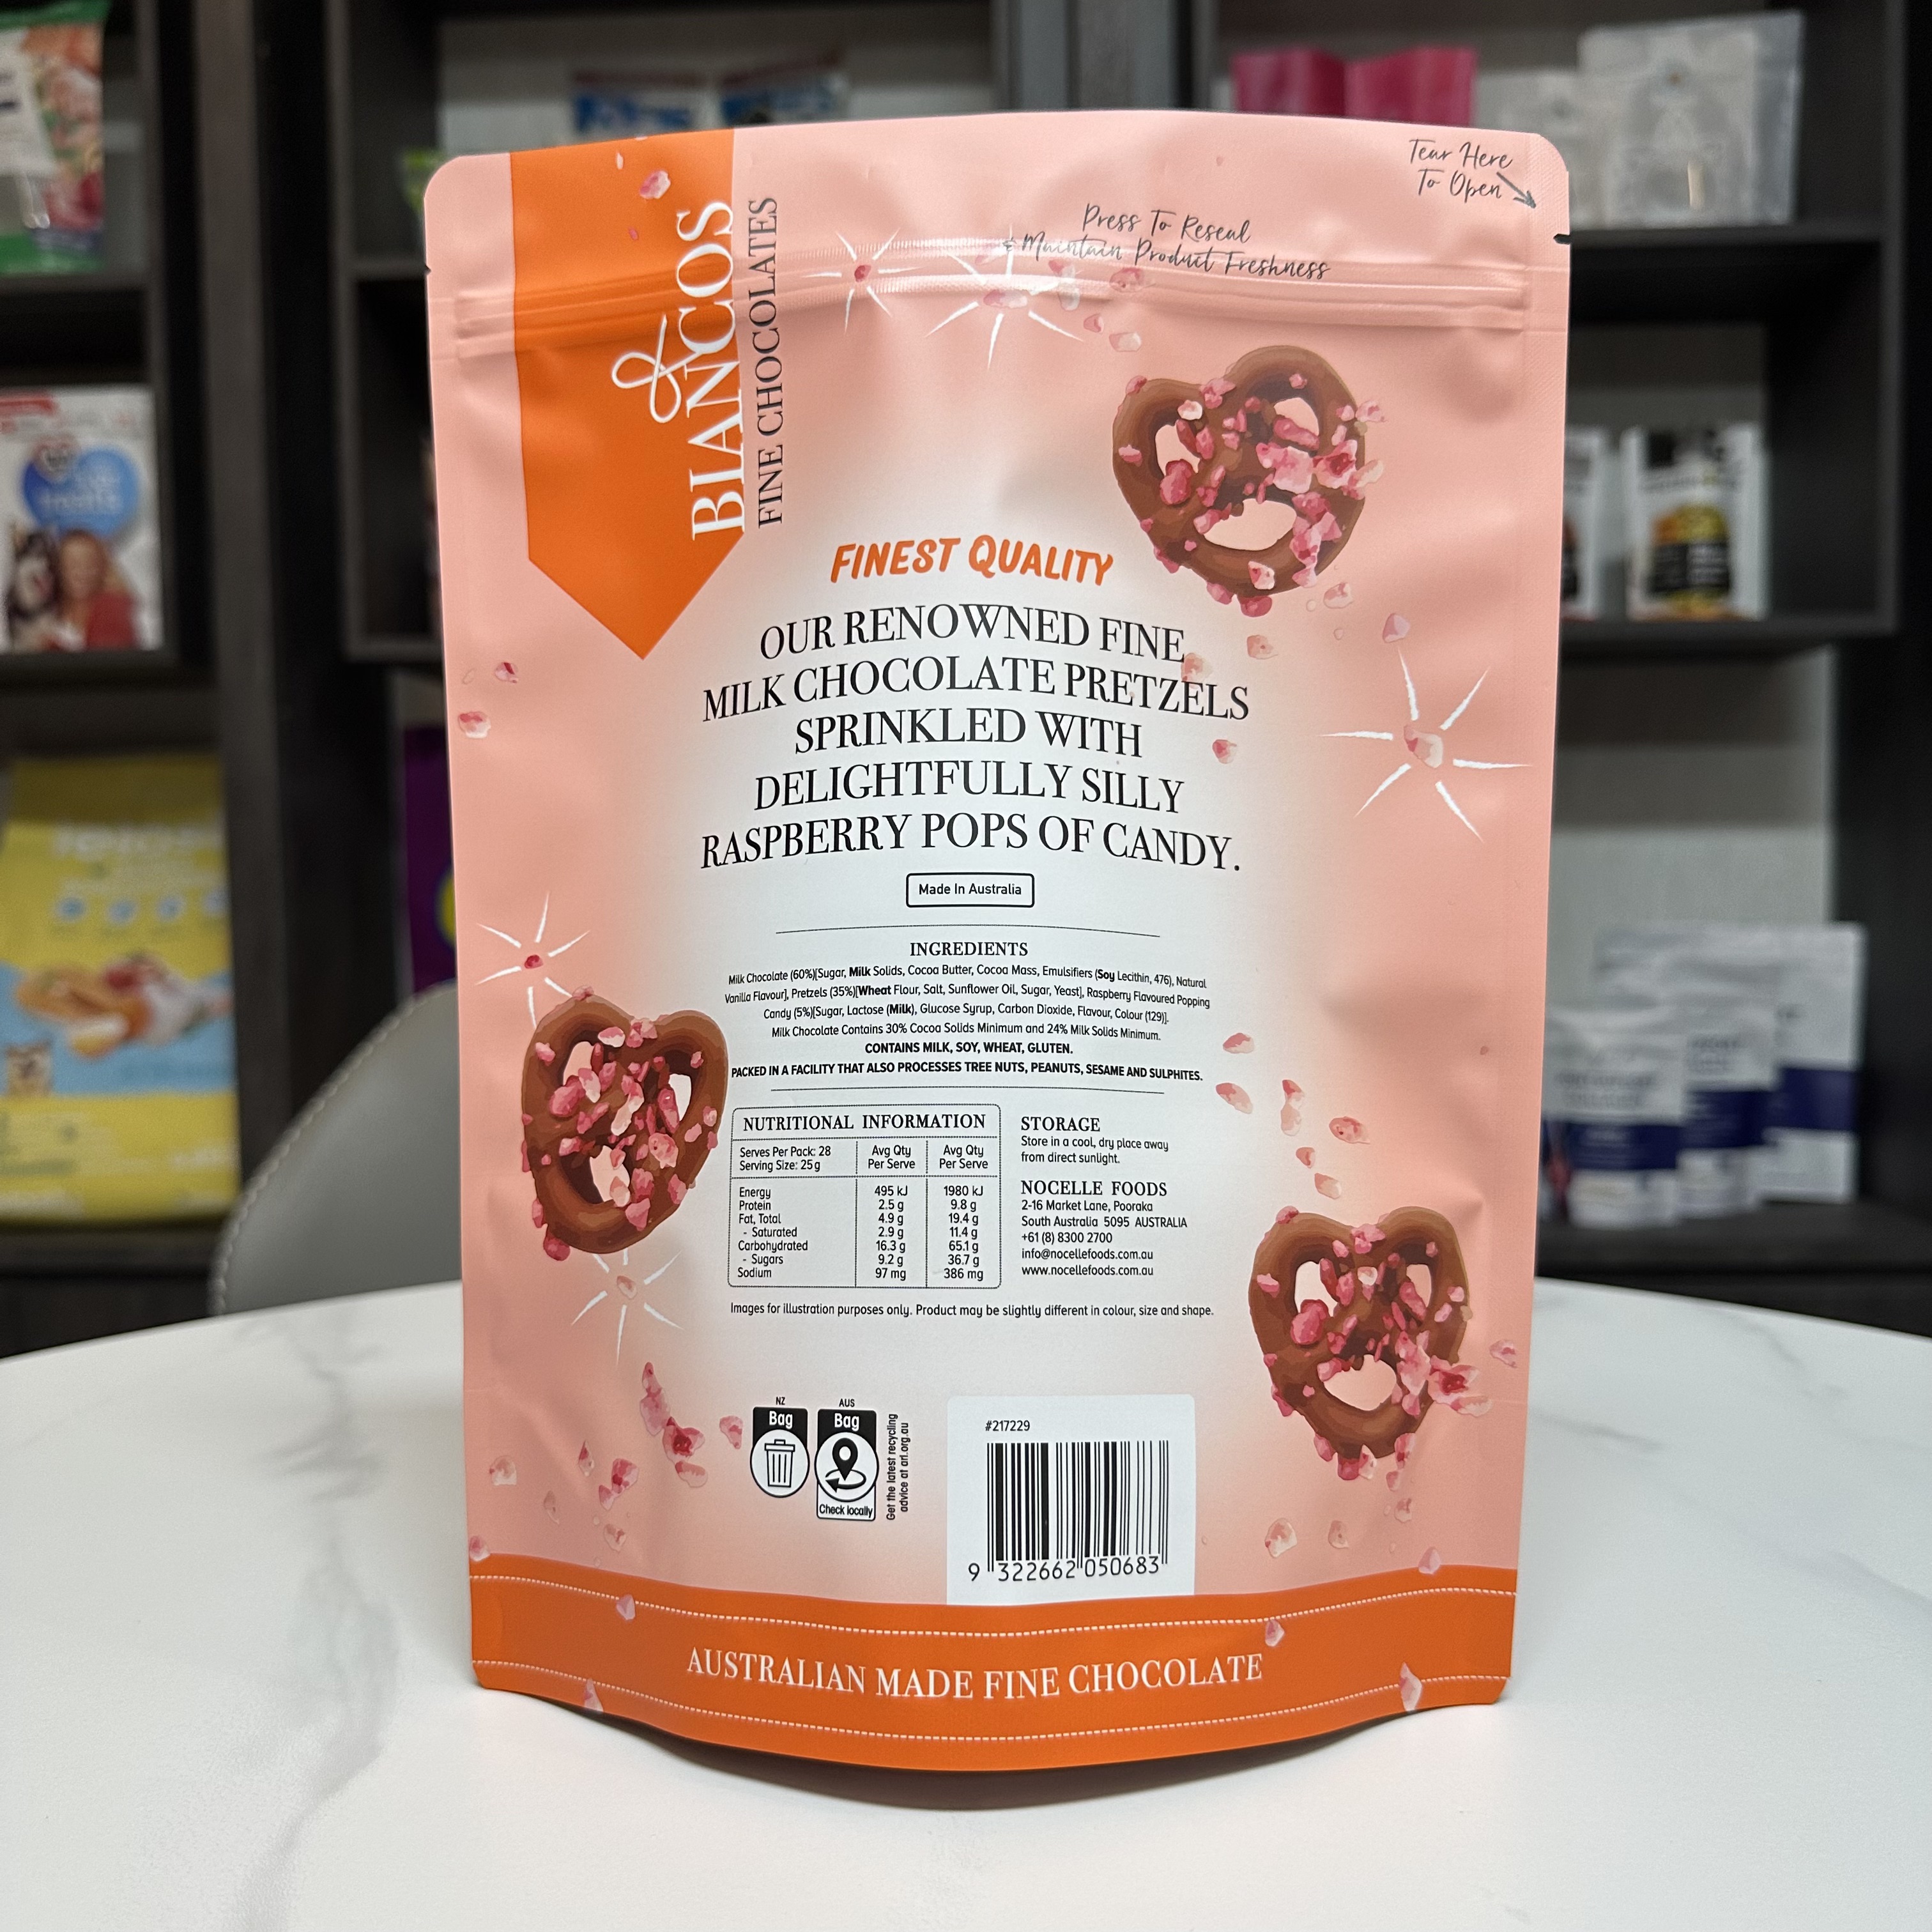 Tear Here
To Open
Press To Reseal
& Maintain Product Freshness
BIANCOS
FINE CHOCOLATES
FINEST QUALITY
OUR RENOWNED FINE
MILK CHOCOLATE PRETZELS
SPRINKLED WITH
DELIGHTFULLY SILLY
RASPBERRY POPS OF CANDY.
Made In Australia
INGREDIENTS
Milk Chocolate (60%)[Sugar, Milk Solids, Cocoa Butter, Cocoa Mass, Emulsifiers (Soy Lecithin, 476), Natural
Vanilla Flavour], Pretzels (35%)[Wheat Flour, Salt, Sunflower Oil, Sugar, Yeast], Raspberry Flavoured Popping
Candy (5%)[Sugar, Lactose (Milk), Glucose Syrup, Carbon Dioxide, Flavour, Colour (129)].
Milk Chocolate Contains 30% Cocoa Solids Minimum and 24% Milk Solids Minimum.
CONTAINS MILK, SOY, WHEAT, GLUTEN.
PACKED IN A FACILITY THAT ALSO PROCESSES TREE NUTS, PEANUTS, SESAME AND SULPHITES.
NUTRITIONAL INFORMATION
Serves Per Pack: 28
Serving Size: 25 g
Avg Qty
Per Serve
Avg Qty
Per Serve
Energy 495 kJ 1980 kJ
Protein 2.5 g 9.8 g
Fat, Total 4.9 g 19.4 g
- Saturated 2.9 g 11.4 g
Carbohydrated 16.3 g 65.1 g
- Sugars 9.2 g 36.7 g
Sodium 97 mg 386 mg
STORAGE
Store in a cool, dry place away
from direct sunlight.
NOCELLE FOODS
2-16 Market Lane, Pooraka
South Australia 5095 AUSTRALIA
+61 (8) 8300 2700
info@nocellefoods.com.au
www.nocellefoods.com.au
Images for illustration purposes only. Product may be slightly different in colour, size and shape.
NZ
Bag
AUS
Bag
Check locally
Get the latest recycling
advice at arl.org.au
#217229
9 322662 050683
AUSTRALIAN MADE FINE CHOCOLATE